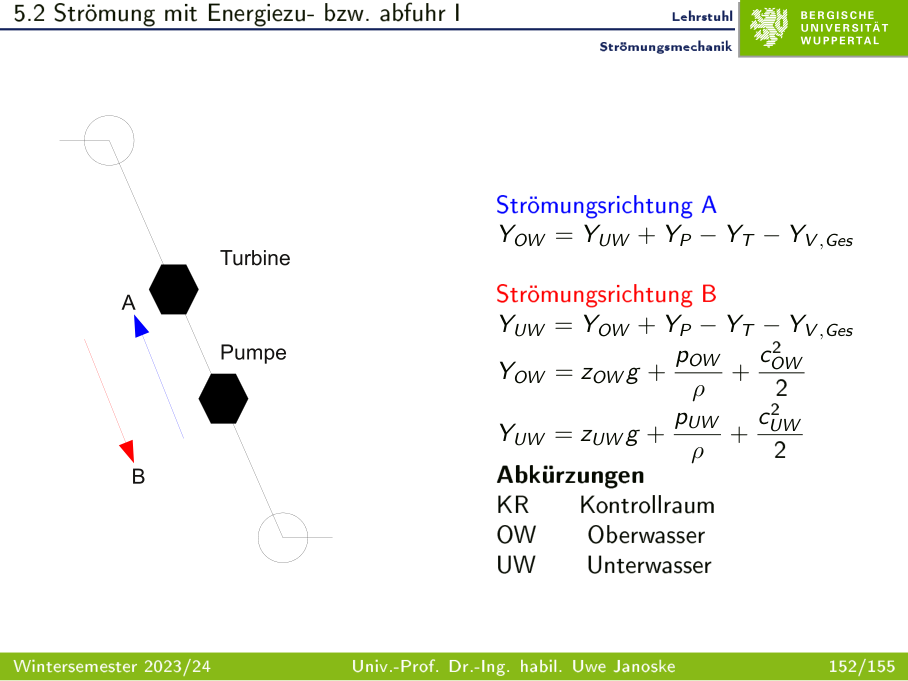 5.2 Strömung mit Energiezu- bzw. abfuhr I
Lehrstuhl
Strömungsmechanik
BERGISCHE
UNIVERSITÄT
WUPPERTAL
Turbine
A
Pumpe
B
Strömungsrichtung A
Y_{OW} = Y_{UW} + Y_P − Y_T − Y_{V,Ges}
Strömungsrichtung B
Y_{UW} = Y_{OW} + Y_P − Y_T − Y_{V,Ges}
Y_{OW} = z_{OW} g + \frac{p_{OW}}{ρ} + \frac{c_{OW}^2}{2}
Y_{UW} = z_{UW} g + \frac{p_{UW}}{ρ} + \frac{c_{UW}^2}{2}
Abkürzungen
KR Kontrollraum
OW Oberwasser
UW Unterwasser
Wintersemester 2023/24 Univ.-Prof. Dr.-Ing. habil. Uwe Janoske 152/155